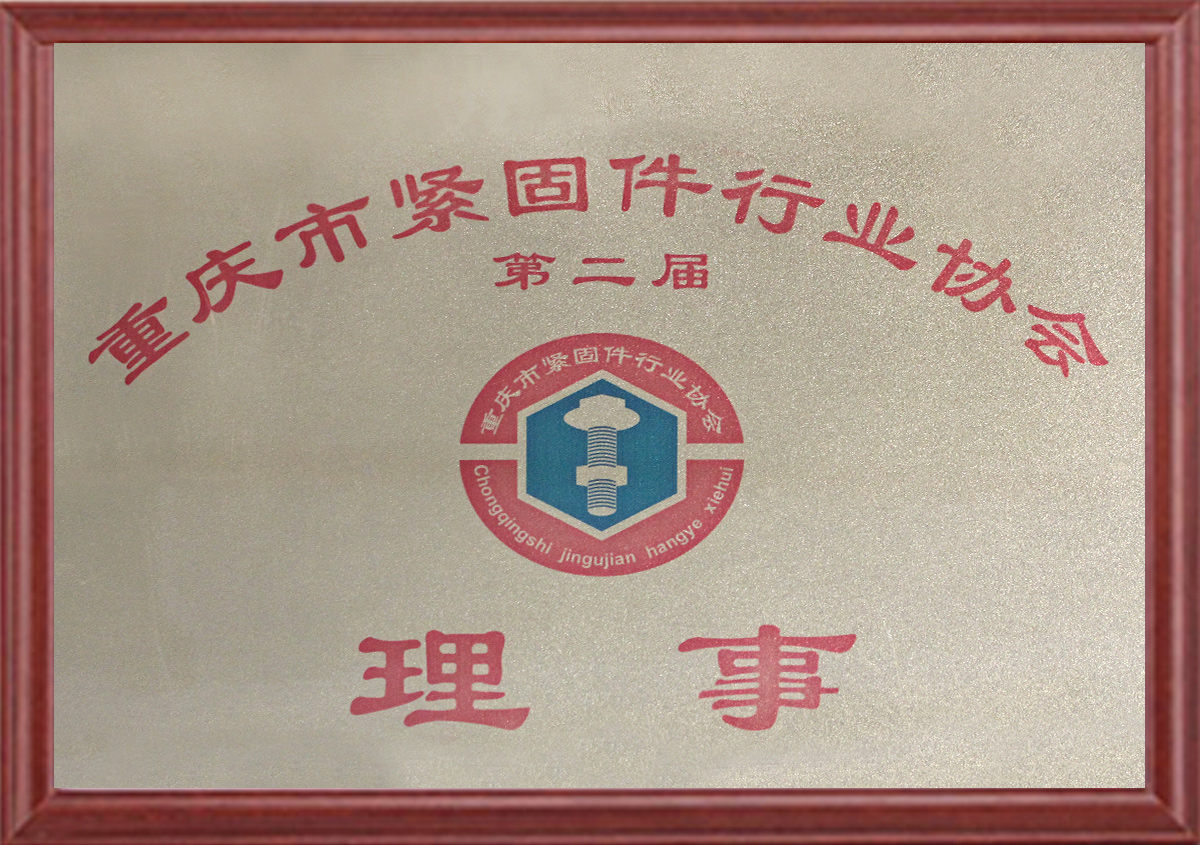 重庆市紧固件行业协会
第二届
重庆市紧固件行业协会
Chongqingshi jingujian hangye xiehui
理事